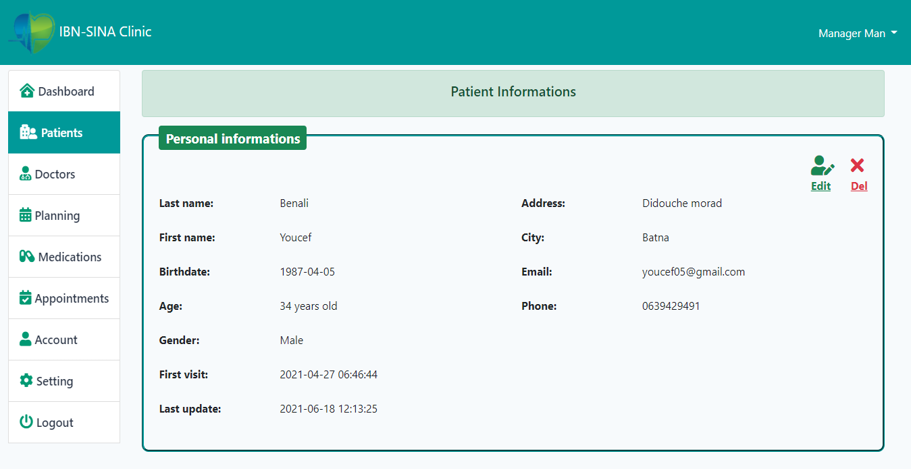 IBN-SINA Clinic
Manager Man
Dashboard
Patients
Doctors
Planning
Medications
Appointments
Account
Setting
Logout
Patient Informations
Personal informations
Edit
Del
Last name: Benali
First name: Youcef
Birthdate: 1987-04-05
Age: 34 years old
Gender: Male
First visit: 2021-04-27 06:46:44
Last update: 2021-06-18 12:13:25
Address: Didouche morad
City: Batna
Email: youcef05@gmail.com
Phone: 0639429491